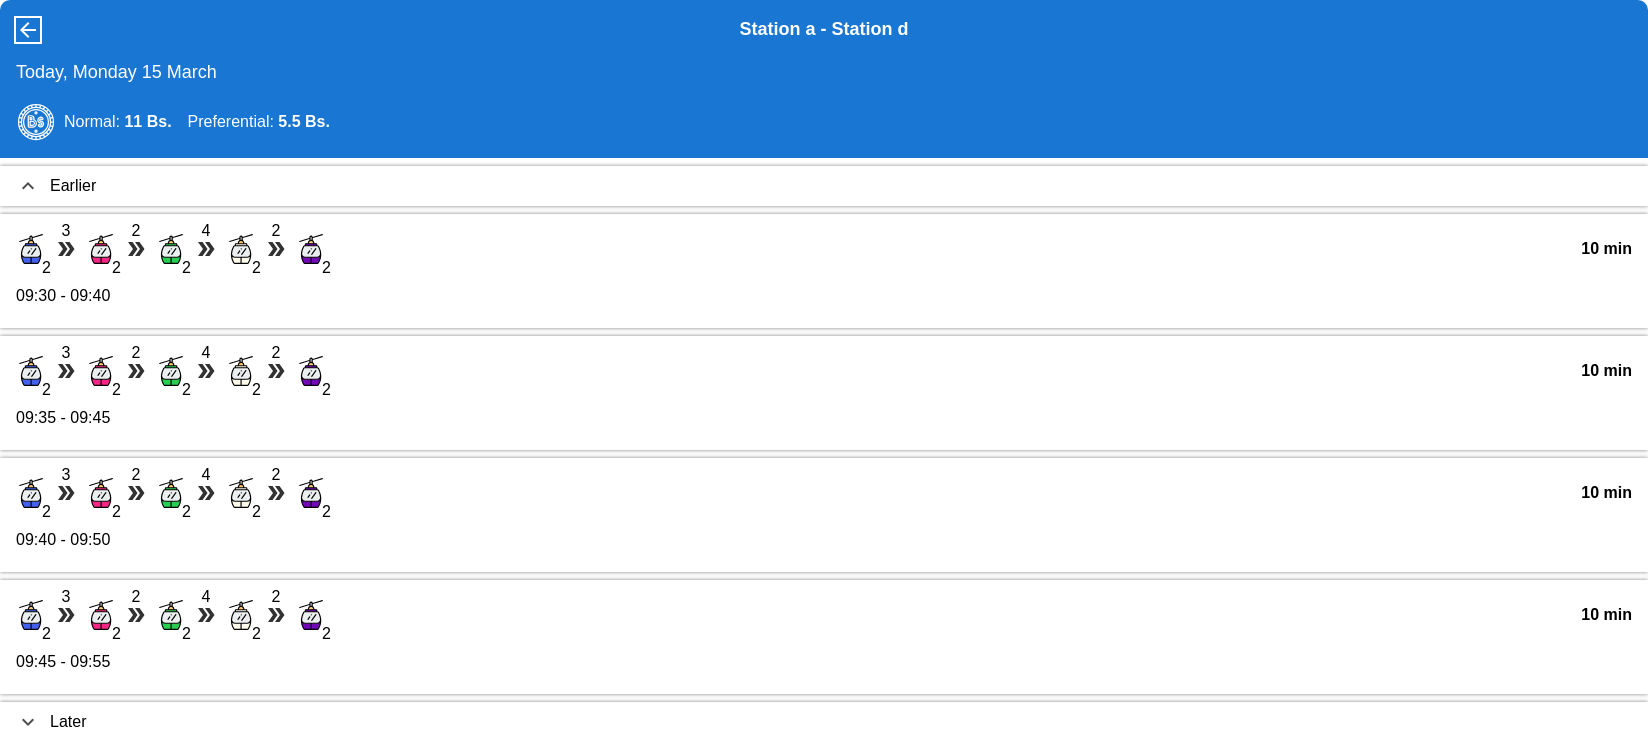 Station a - Station d
Today, Monday 15 March
Bs Normal: 11 Bs. Preferential: 5.5 Bs.
Earlier
3 2 4 2
» » » »
10 min
2 2 2 2 2
09:30 - 09:40
3 2 4 2
» » » »
10 min
2 2 2 2 2
09:35 - 09:45
3 2 4 2
» » » »
10 min
2 2 2 2 2
09:40 - 09:50
3 2 4 2
» » » »
10 min
2 2 2 2 2
09:45 - 09:55
Later